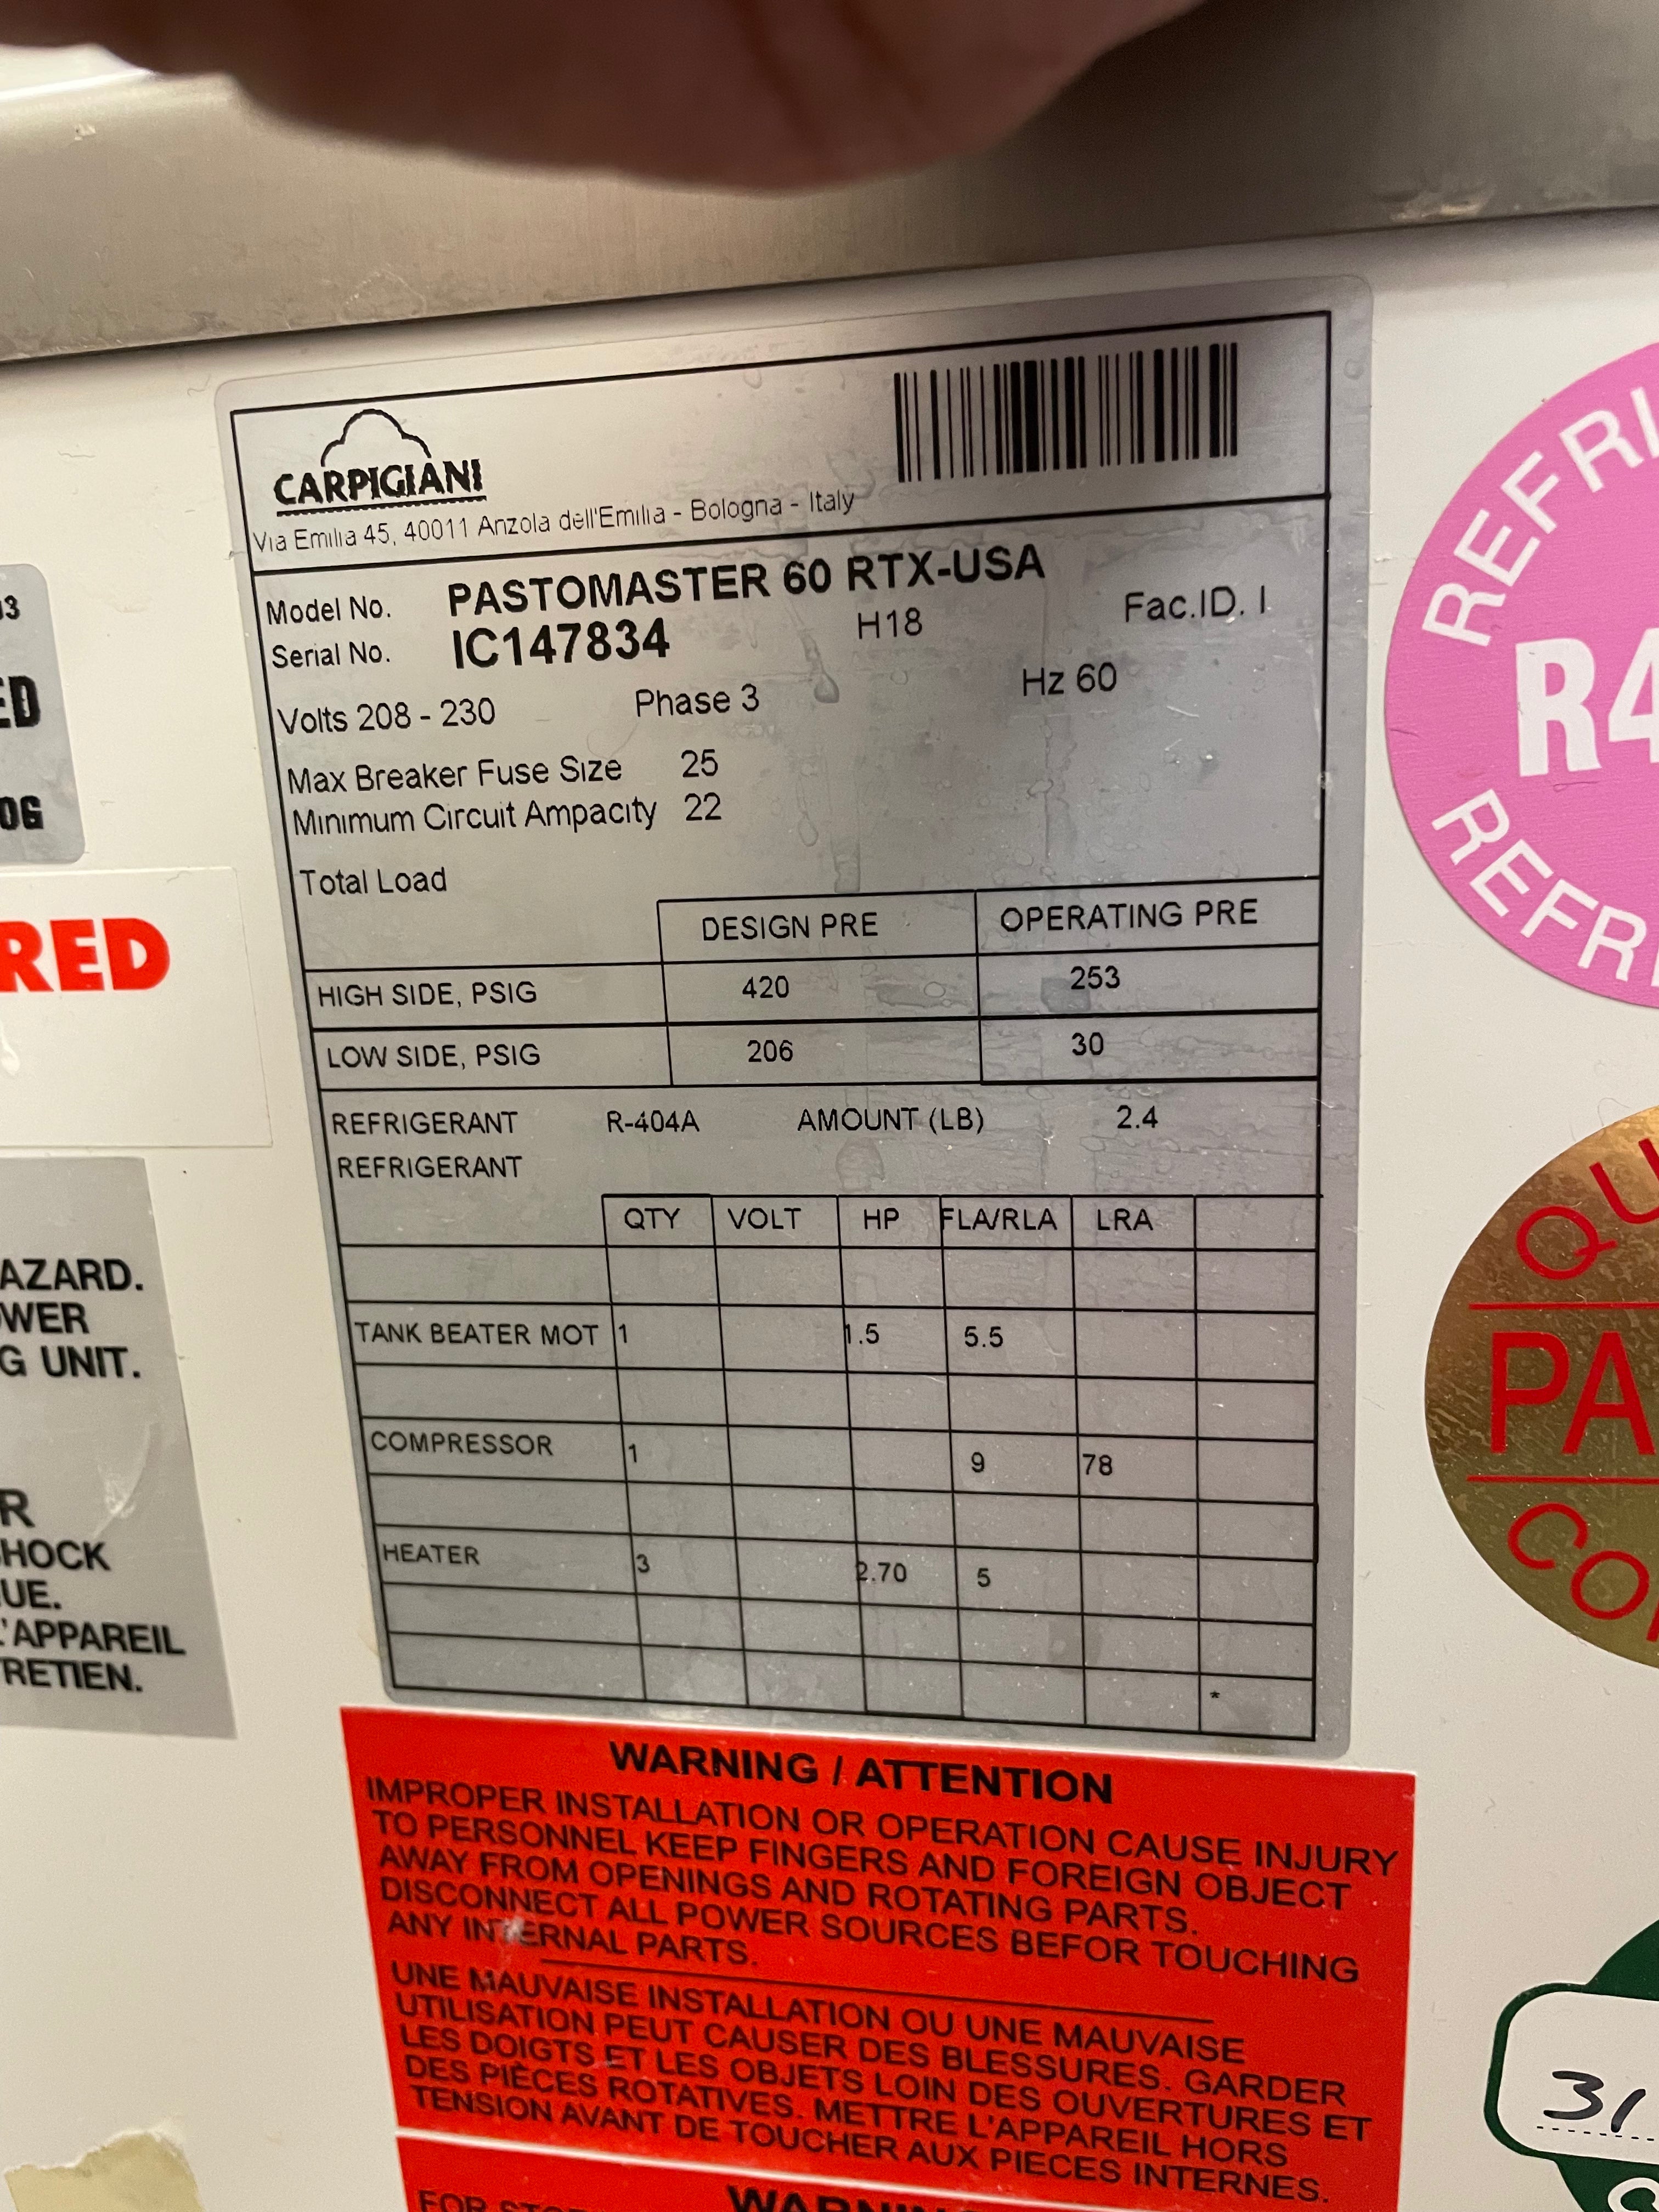 CARPIGIANI
Via Emilia 45, 40011 Anzola dell'Emilia - Bologna - Italy
Model No. PASTOMASTER 60 RTX-USA
Serial No. IC147834 H18 Fac.ID. I
Volts 208 - 230 Phase 3 Hz 60
Max Breaker Fuse Size 25
Minimum Circuit Ampacity 22
Total Load
DESIGN PRE OPERATING PRE
HIGH SIDE, PSIG 420 253
LOW SIDE, PSIG 206 30
REFRIGERANT R-404A AMOUNT (LB) 2.4
REFRIGERANT
QTY VOLT HP FLA/RLA LRA
TANK BEATER MOT 1 1.5 5.5
COMPRESSOR 1 9 78
HEATER 3 2.70 5
*
WARNING / ATTENTION
IMPROPER INSTALLATION OR OPERATION CAUSE INJURY
TO PERSONNEL KEEP FINGERS AND FOREIGN OBJECT
AWAY FROM OPENINGS AND ROTATING PARTS.
DISCONNECT ALL POWER SOURCES BEFOR TOUCHING
ANY INTERNAL PARTS.
UNE MAUVAISE INSTALLATION OU UNE MAUVAISE
UTILISATION PEUT CAUSER DES BLESSURES. GARDER
LES DOIGTS ET LES OBJETS LOIN DES OUVERTURES ET
DES PIÈCES ROTATIVES. METTRE L'APPAREIL HORS
TENSION AVANT DE TOUCHER AUX PIECES INTERNES.
WARNING
RED
AZARD.
WER
G UNIT.
R
HOCK
UE.
L'APPAREIL
RETIEN.
REFRI
R4
REFRI
QU
PA
CO
31